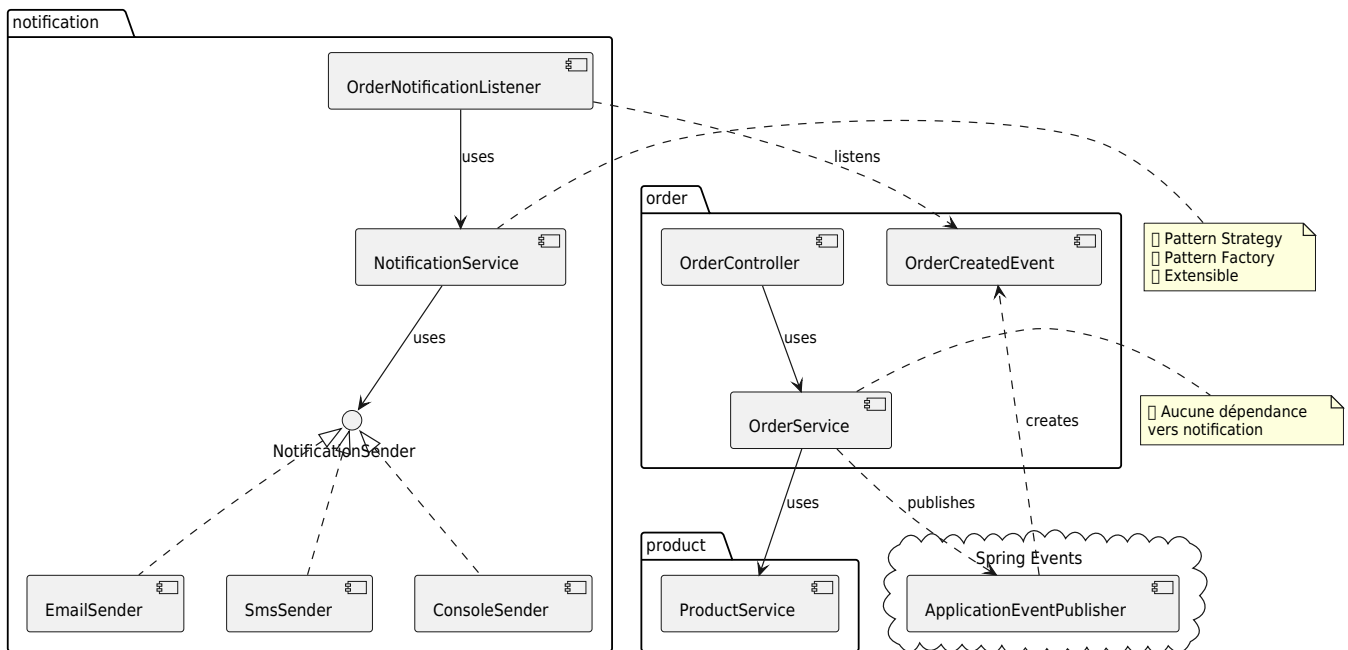 notification
OrderNotificationListener
uses
listens
order
NotificationService
OrderController
OrderCreatedEvent
▯ Pattern Strategy
▯ Pattern Factory
▯ Extensible
uses
uses
NotificationSender
OrderService
creates
▯ Aucune dépendance
vers notification
uses
publishes
product
Spring Events
EmailSender
SmsSender
ConsoleSender
ProductService
ApplicationEventPublisher